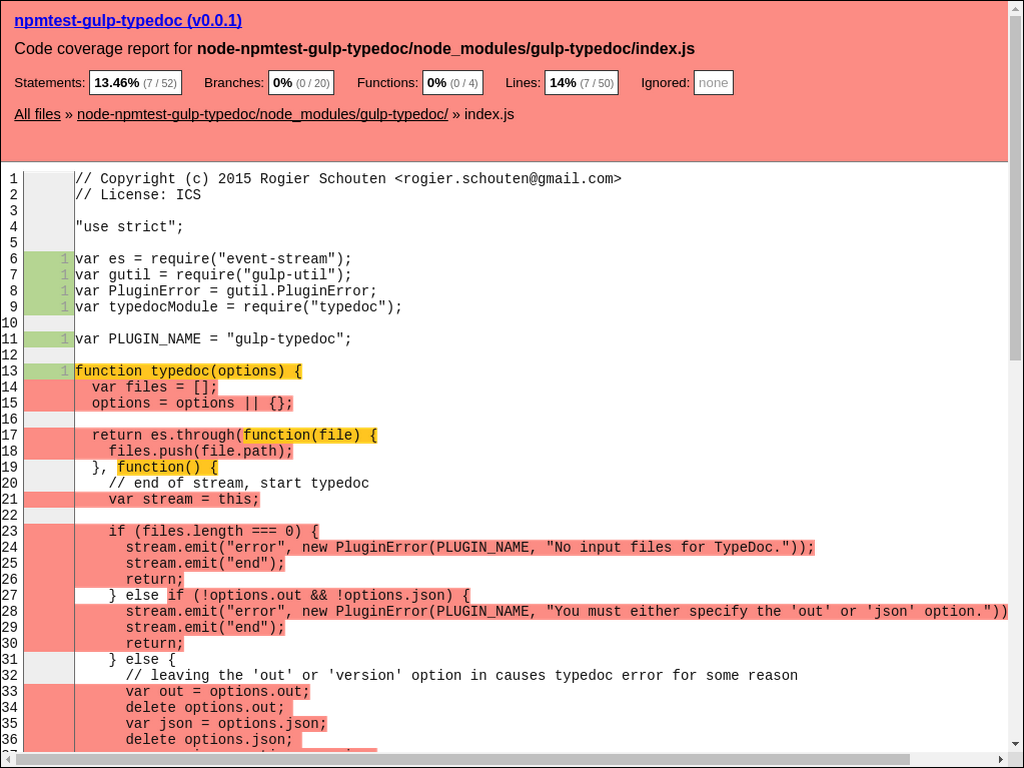 npmtest-gulp-typedoc (v0.0.1)
Code coverage report for node-npmtest-gulp-typedoc/node_modules/gulp-typedoc/index.js
Statements: 13.46% (7 / 52) Branches: 0% (0 / 20) Functions: 0% (0 / 4) Lines: 14% (7 / 50) Ignored: none
All files » node-npmtest-gulp-typedoc/node_modules/gulp-typedoc/ » index.js
1 // Copyright (c) 2015 Rogier Schouten <rogier.schouten@gmail.com>
2 // License: ICS
3
4 "use strict";
5
6 1 var es = require("event-stream");
7 1 var gutil = require("gulp-util");
8 1 var PluginError = gutil.PluginError;
9 1 var typedocModule = require("typedoc");
10
11 1 var PLUGIN_NAME = "gulp-typedoc";
12
13 1 function typedoc(options) {
14 var files = [];
15 options = options || {};
16
17 return es.through(function(file) {
18 files.push(file.path);
19 }, function() {
20 // end of stream, start typedoc
21 var stream = this;
22
23 if (files.length === 0) {
24 stream.emit("error", new PluginError(PLUGIN_NAME, "No input files for TypeDoc."));
25 stream.emit("end");
26 return;
27 } else if (!options.out && !options.json) {
28 stream.emit("error", new PluginError(PLUGIN_NAME, "You must either specify the 'out' or 'json' option."))
29 stream.emit("end");
30 return;
31 } else {
32 // leaving the 'out' or 'version' option in causes typedoc error for some reason
33 var out = options.out;
34 delete options.out;
35 var json = options.json;
36 delete options.json;